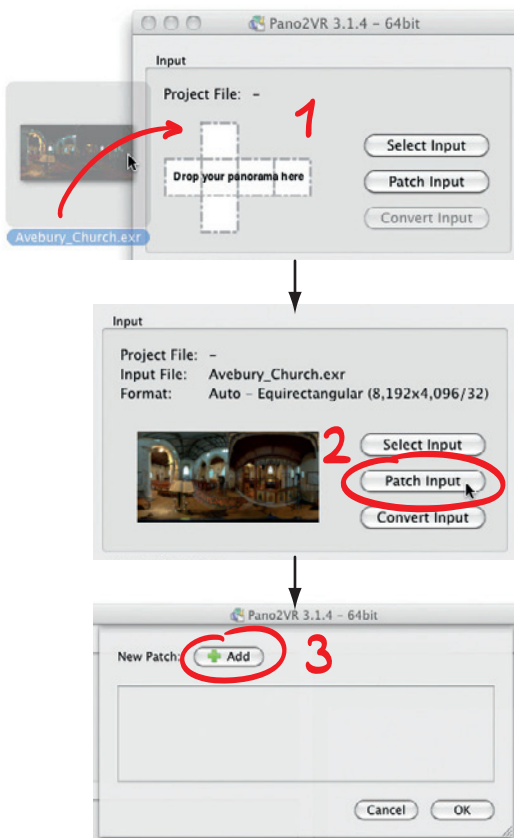 Pano2VR 3.1.4 – 64bit
Input
Project File: –
1
Drop your panorama here
Select Input
Patch Input
Convert Input
Avebury_Church.exr
Input
Project File: –
Input File: Avebury_Church.exr
Format: Auto – Equirectangular (8,192x4,096/32)
2
Select Input
Patch Input
Convert Input
Pano2VR 3.1.4 – 64bit
New Patch: Add
3
Cancel OK